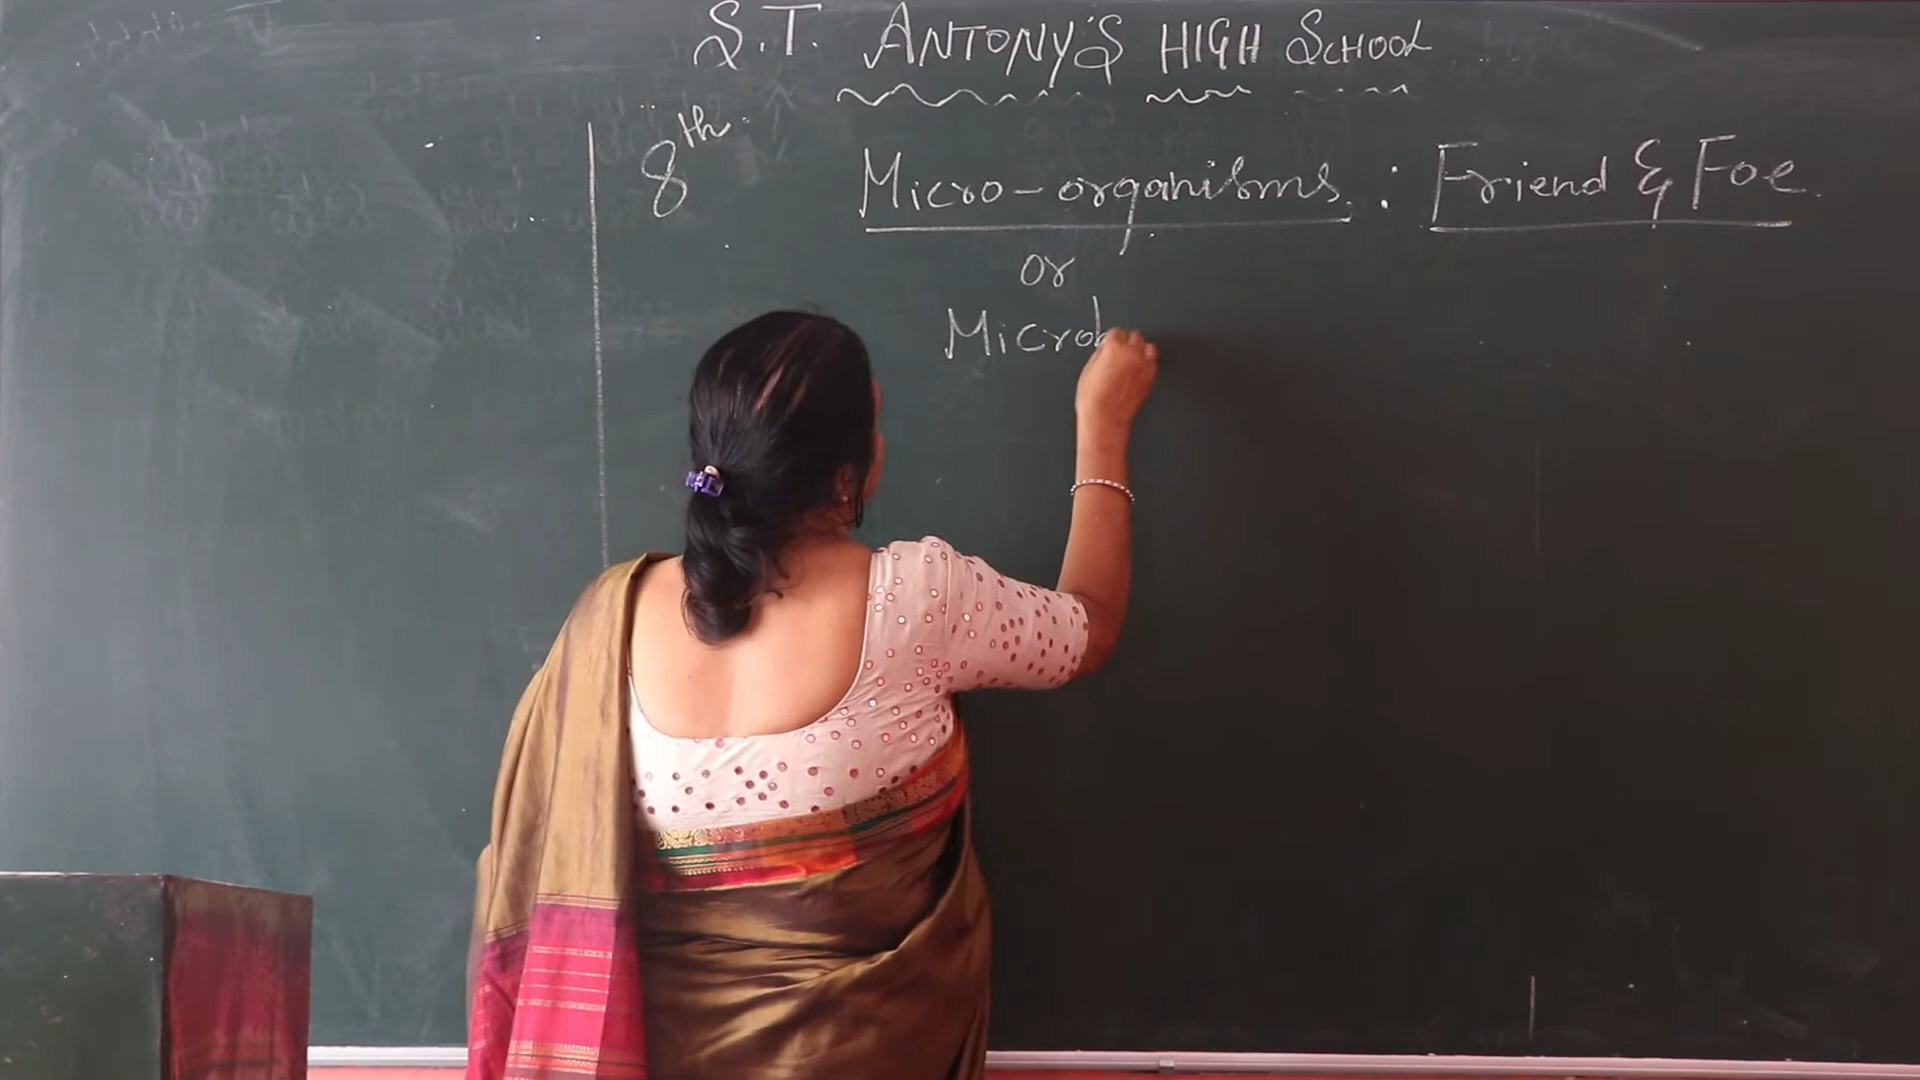 S.T. ANTONY'S HIGH SCHOOL
8th
Micro-organisms : Friend & Foe
or
Microb